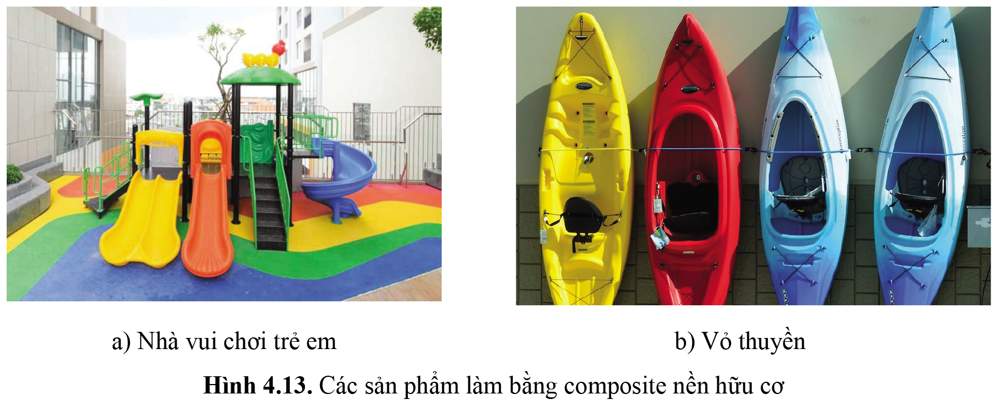 perception
a) Nhà vui chơi trẻ em
b) Vỏ thuyền
Hình 4.13. Các sản phẩm làm bằng composite nền hữu cơ